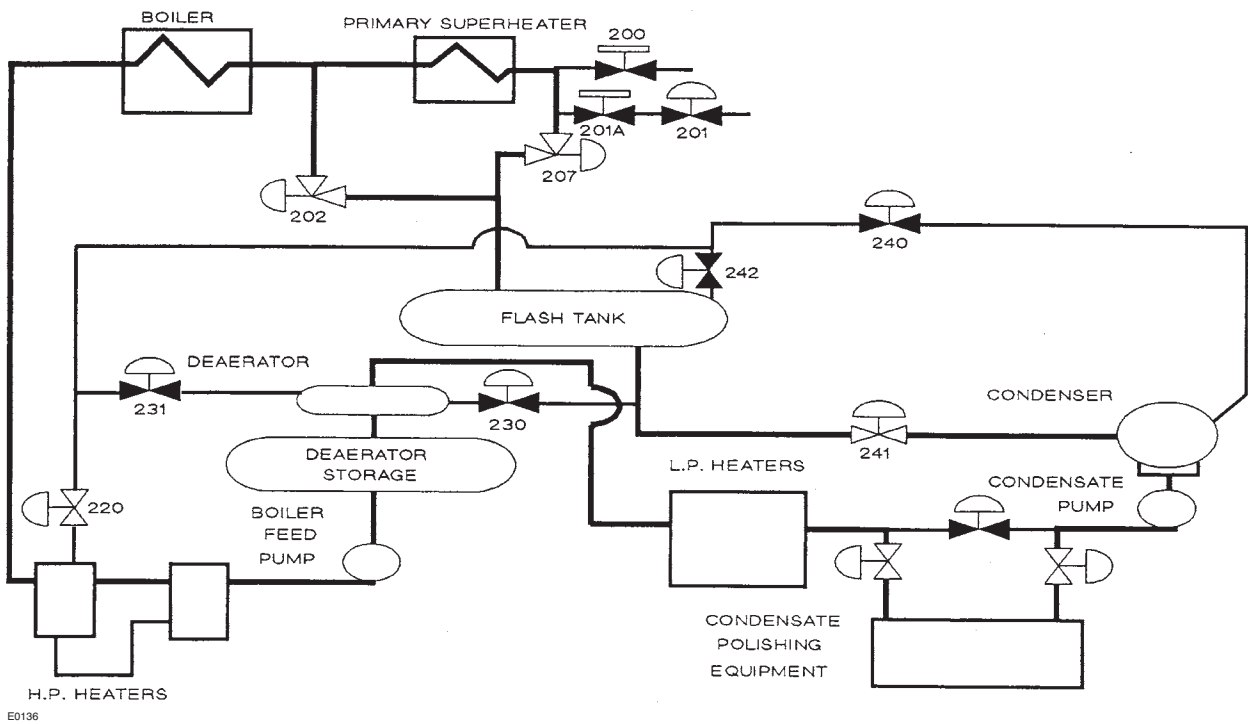 BOILER
PRIMARY SUPERHEATER
200
201A
201
207
202
240
242
FLASH TANK
DEAERATOR
231
230
CONDENSER
241
DEAERATOR
STORAGE
L.P. HEATERS
CONDENSATE
PUMP
220
BOILER
FEED
PUMP
CONDENSATE
POLISHING
EQUIPMENT
H.P. HEATERS
E0136